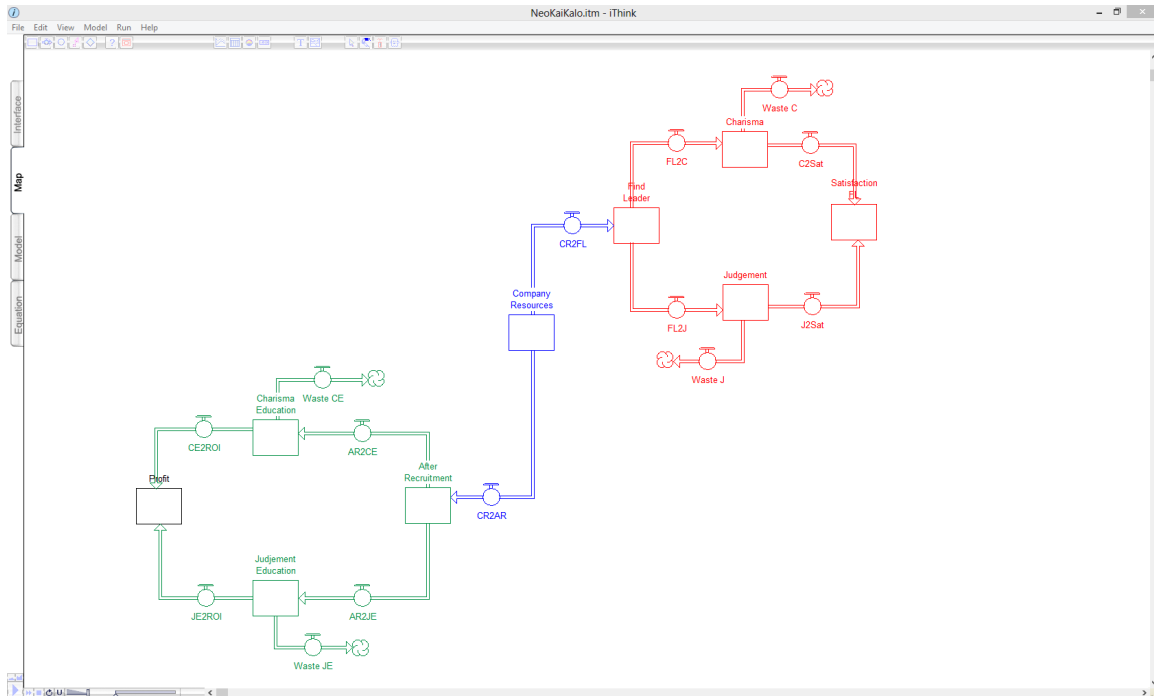 NeoKaiKalo.itm - iThink
File Edit View Model Run Help
Interface
Map
Model
Equation
Waste C
Charisma
FL2C
C2Sat
Find
Leader
Satisfaction
CR2FL
Judgement
FL2J
J2Sat
Waste J
Company
Resources
Charisma
Education
Waste CE
CE2ROI
AR2CE
After
Recruitment
Profit
CR2AR
Judjement
Education
JE2ROI
AR2JE
Waste JE